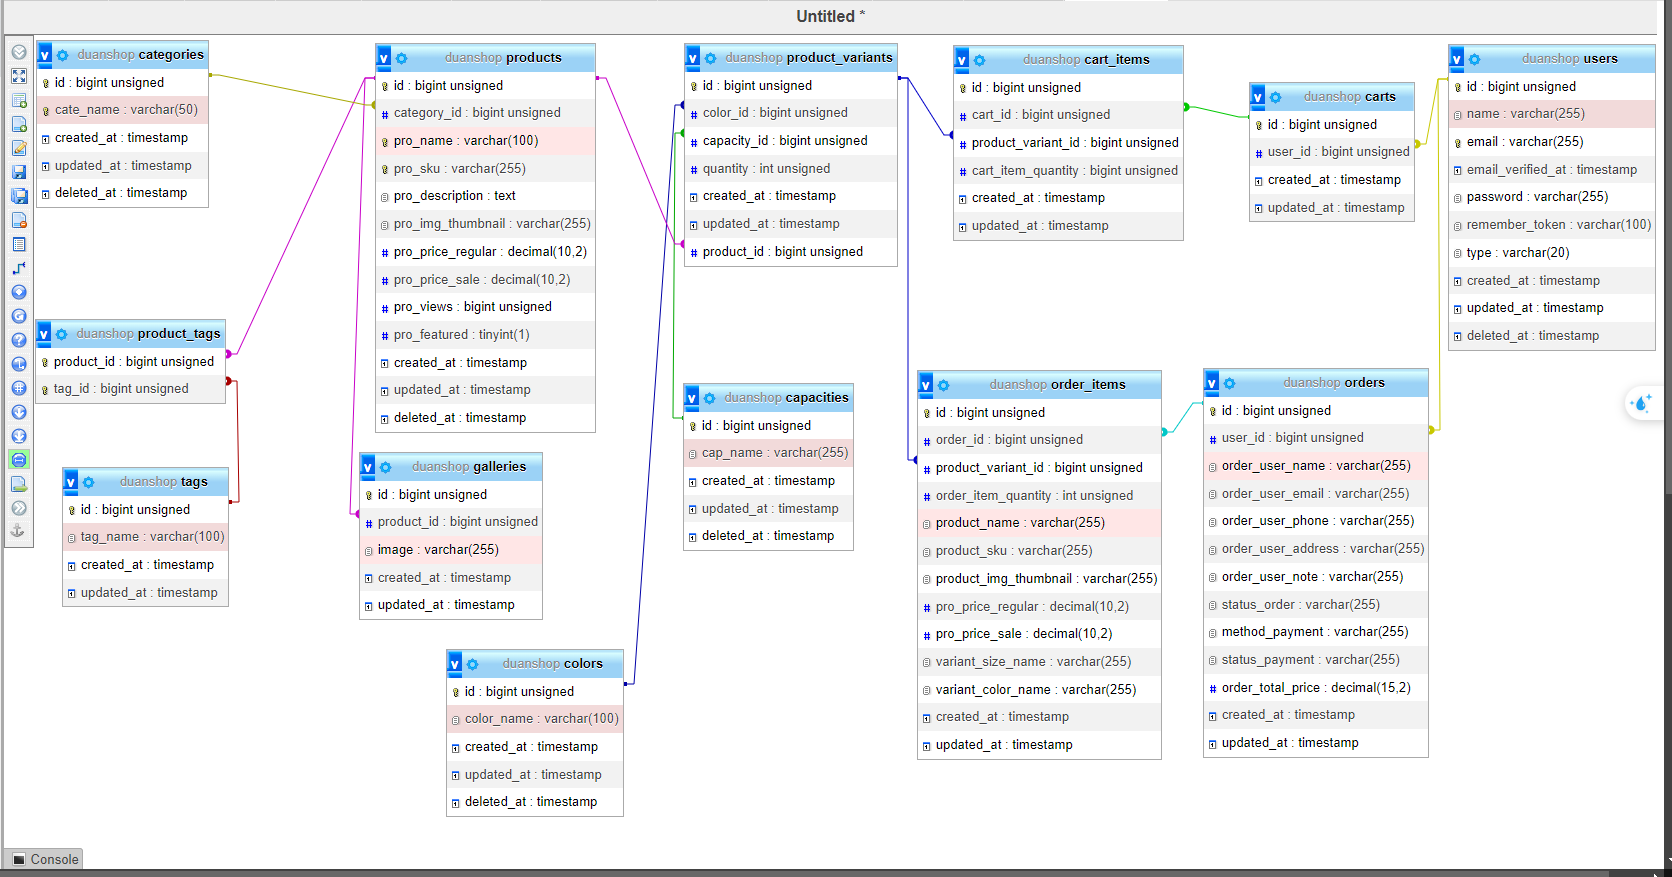 Untitled *
duanshop categories
id : bigint unsigned
cate_name : varchar(50)
created_at : timestamp
updated_at : timestamp
deleted_at : timestamp
duanshop products
id : bigint unsigned
category_id : bigint unsigned
pro_name : varchar(100)
pro_sku : varchar(255)
pro_description : text
pro_img_thumbnail : varchar(255)
pro_price_regular : decimal(10,2)
pro_price_sale : decimal(10,2)
pro_views : bigint unsigned
pro_featured : tinyint(1)
created_at : timestamp
updated_at : timestamp
deleted_at : timestamp
duanshop product_variants
id : bigint unsigned
color_id : bigint unsigned
capacity_id : bigint unsigned
quantity : int unsigned
created_at : timestamp
updated_at : timestamp
product_id : bigint unsigned
duanshop cart_items
id : bigint unsigned
cart_id : bigint unsigned
product_variant_id : bigint unsigned
cart_item_quantity : bigint unsigned
created_at : timestamp
updated_at : timestamp
duanshop carts
id : bigint unsigned
user_id : bigint unsigned
created_at : timestamp
updated_at : timestamp
duanshop users
id : bigint unsigned
name : varchar(255)
email : varchar(255)
email_verified_at : timestamp
password : varchar(255)
remember_token : varchar(100)
type : varchar(20)
created_at : timestamp
updated_at : timestamp
deleted_at : timestamp
duanshop product_tags
product_id : bigint unsigned
tag_id : bigint unsigned
duanshop tags
id : bigint unsigned
tag_name : varchar(100)
created_at : timestamp
updated_at : timestamp
duanshop galleries
id : bigint unsigned
product_id : bigint unsigned
image : varchar(255)
created_at : timestamp
updated_at : timestamp
duanshop capacities
id : bigint unsigned
cap_name : varchar(255)
created_at : timestamp
updated_at : timestamp
deleted_at : timestamp
duanshop order_items
id : bigint unsigned
order_id : bigint unsigned
product_variant_id : bigint unsigned
order_item_quantity : int unsigned
product_name : varchar(255)
product_sku : varchar(255)
product_img_thumbnail : varchar(255)
pro_price_regular : decimal(10,2)
pro_price_sale : decimal(10,2)
variant_size_name : varchar(255)
variant_color_name : varchar(255)
created_at : timestamp
updated_at : timestamp
duanshop orders
id : bigint unsigned
user_id : bigint unsigned
order_user_name : varchar(255)
order_user_email : varchar(255)
order_user_phone : varchar(255)
order_user_address : varchar(255)
order_user_note : varchar(255)
status_order : varchar(255)
method_payment : varchar(255)
status_payment : varchar(255)
order_total_price : decimal(15,2)
created_at : timestamp
updated_at : timestamp
duanshop colors
id : bigint unsigned
color_name : varchar(100)
created_at : timestamp
updated_at : timestamp
deleted_at : timestamp
Console